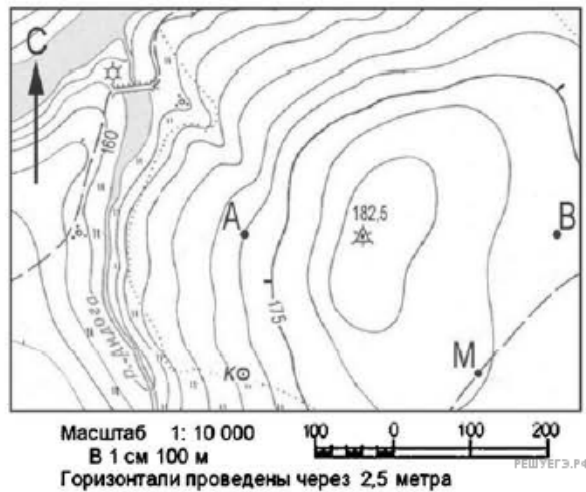 С
160
182,5
А
В
175
р. Андога
М
К
Масштаб 1: 10 000
В 1 см 100 м
100 0 100 200
РЕШУЕГЭ.РФ
Горизонтали проведены через 2,5 метра